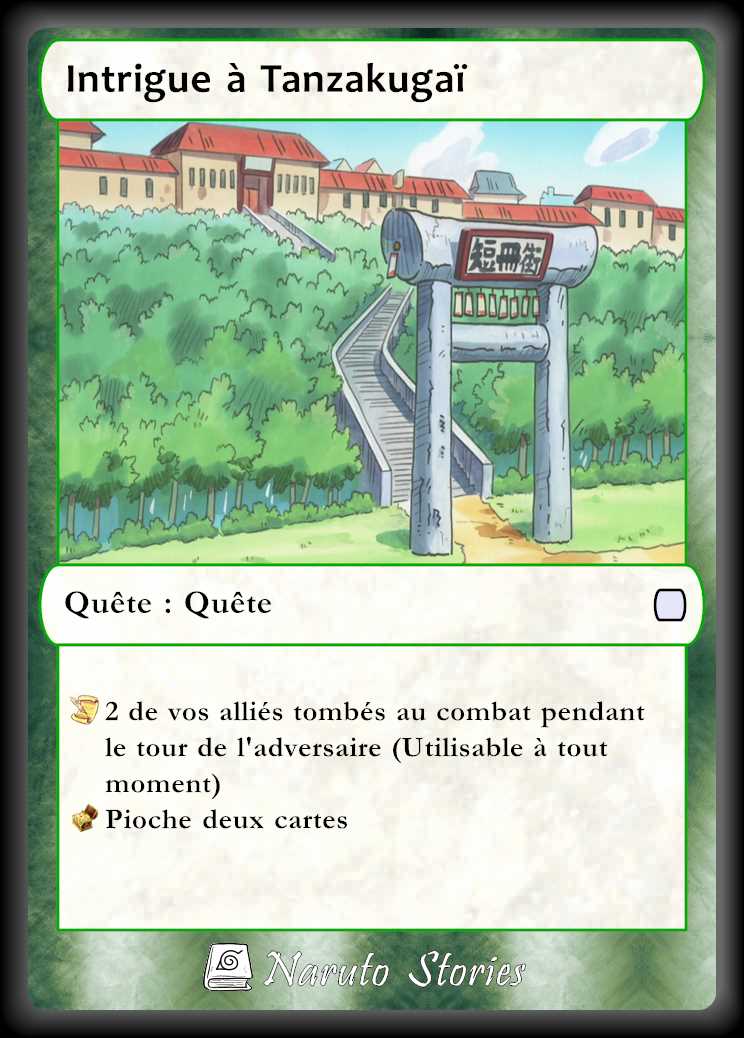 Intrigue à Tanzakugaï
短冊街
Quête : Quête
2 de vos alliés tombés au combat pendant
le tour de l'adversaire (Utilisable à tout
moment)
Pioche deux cartes
Naruto Stories